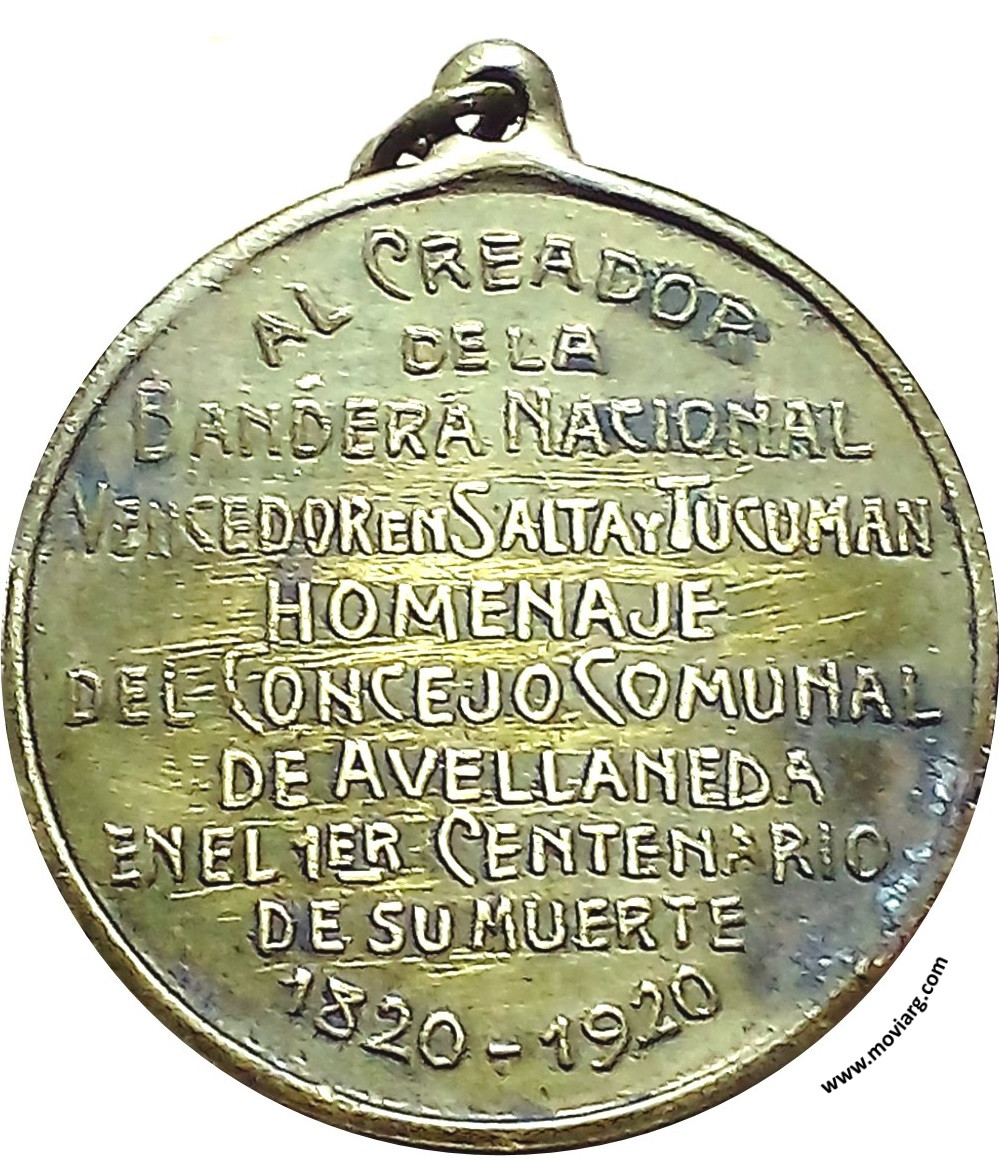 AL CREADOR
DE LA
BANDERA NACIONAL
VENCEDOR EN SALTA Y TUCUMAN
HOMENAJE
DEL CONCEJO COMUNAL
DE AVELLANEDA
EN EL 1ER CENTENARIO
DE SU MUERTE
1820-1920
www.moviarg.com